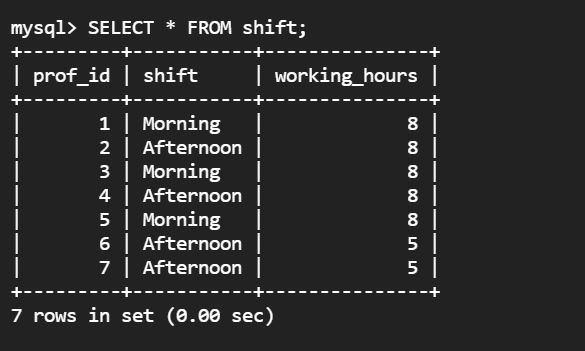 mysql> SELECT * FROM shift;
+---------+-----------+---------------+
| prof_id | shift     | working_hours |
+---------+-----------+---------------+
|       1 | Morning   |             8 |
|       2 | Afternoon |             8 |
|       3 | Morning   |             8 |
|       4 | Afternoon |             8 |
|       5 | Morning   |             8 |
|       6 | Afternoon |             5 |
|       7 | Afternoon |             5 |
+---------+-----------+---------------+
7 rows in set (0.00 sec)